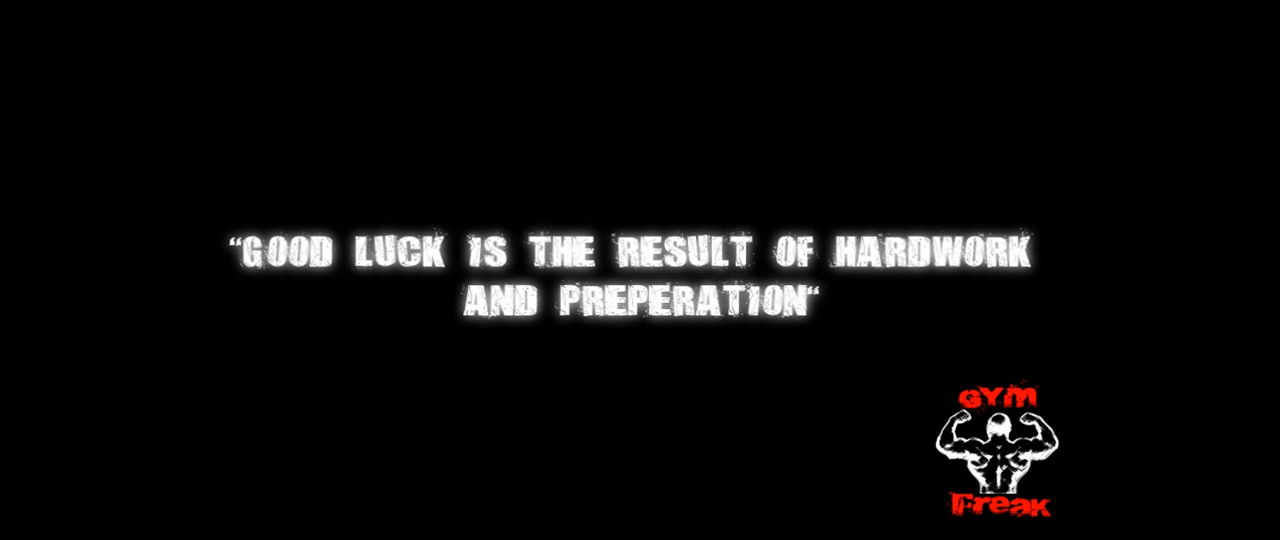 “GOOD LUCK IS THE RESULT OF HARDWORK
AND PREPERATION“
GYM
Freak